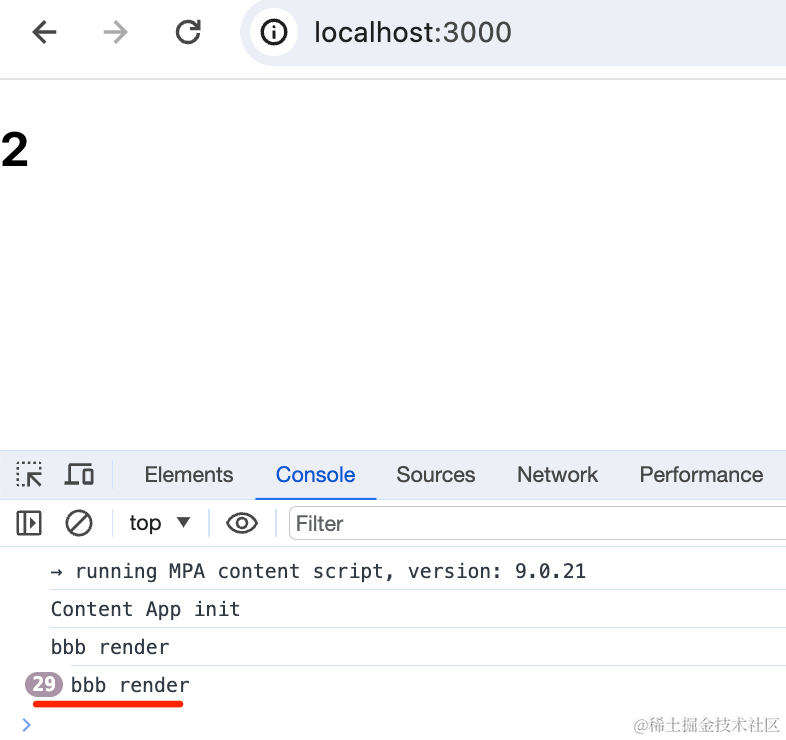 localhost:3000
2
Elements Console Sources Network Performance
top Filter
→ running MPA content script, version: 9.0.21
Content App init
bbb render
29 bbb render
@稀土掘金技术社区